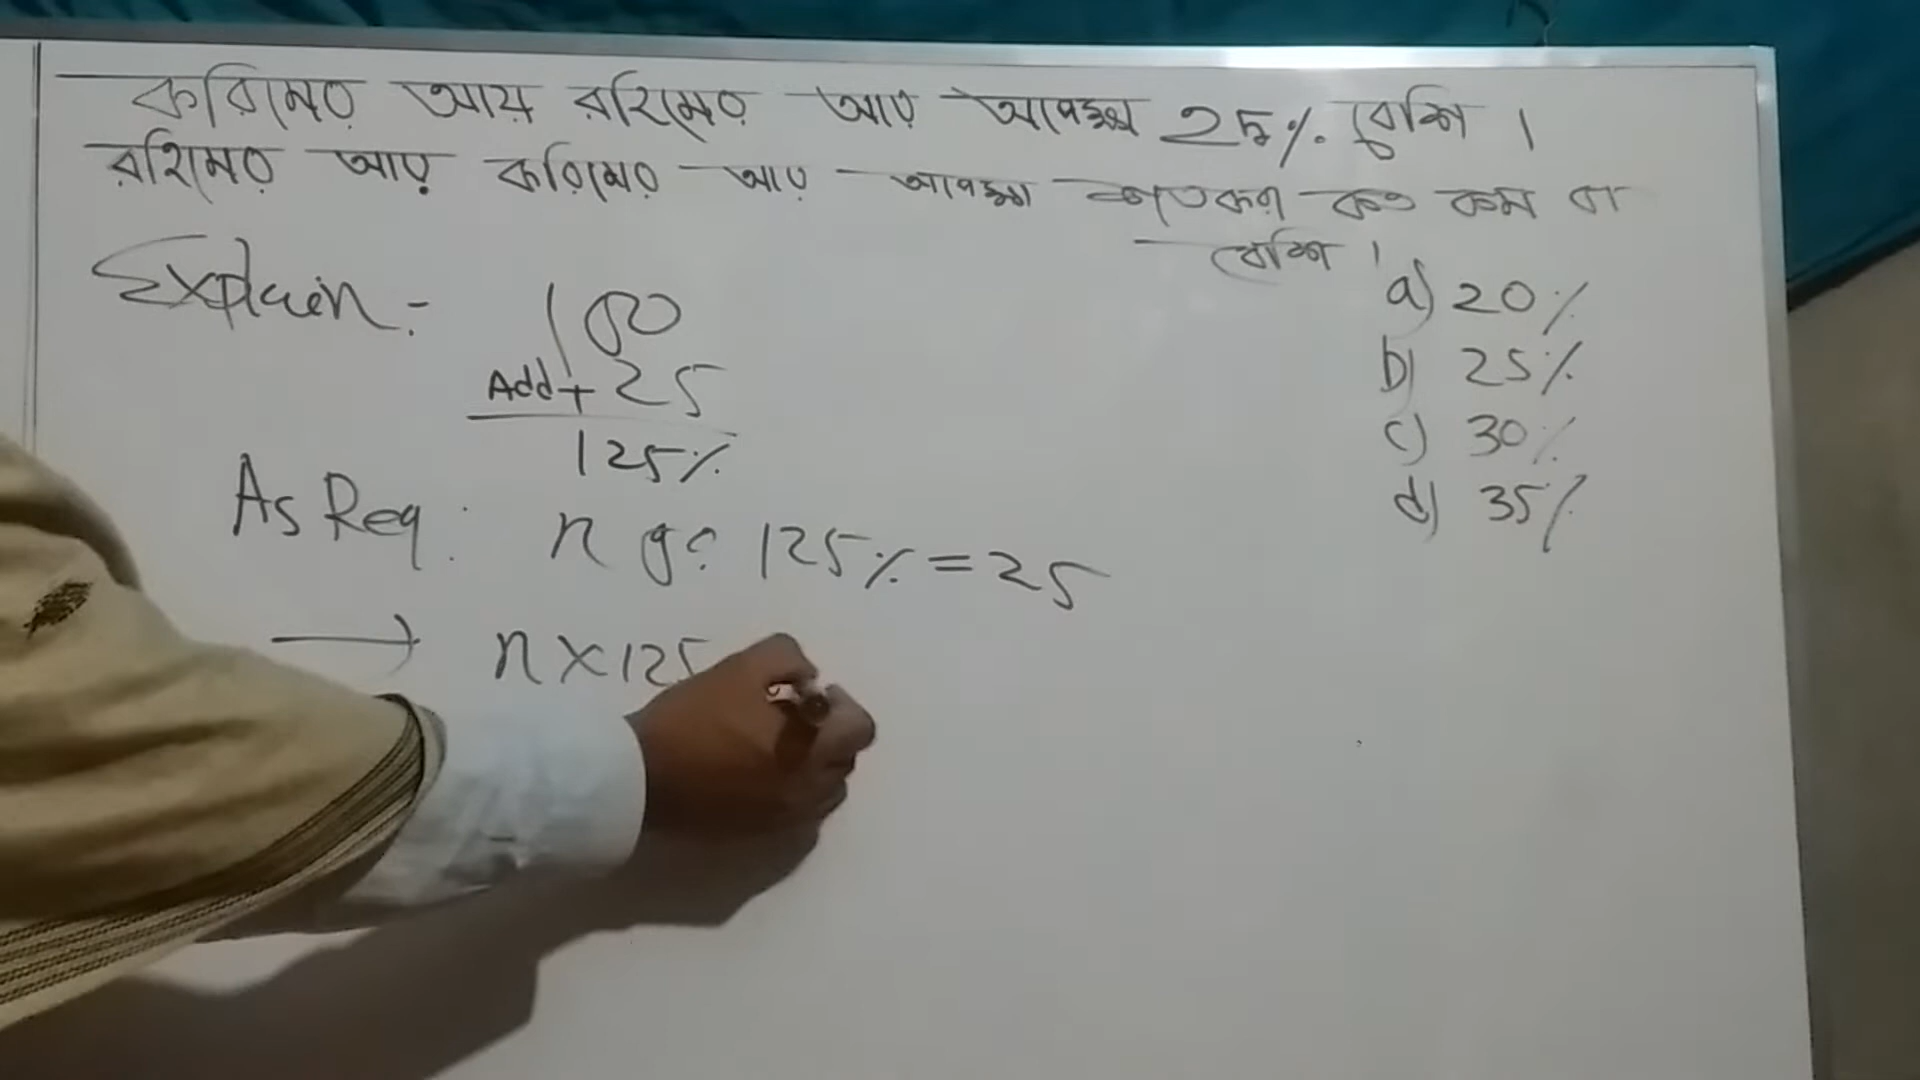 করিমের আয় রহিমের আয় অপেক্ষা 25% বেশি ।
রহিমের আয় করিমের আয় অপেক্ষা শতকরা কত কম বা
বেশি ।
Explain:-
100
Add+ 25
125%
As Req: n এর 125% = 25
→ n×125
a) 20%
b) 25%
c) 30%
d) 35%